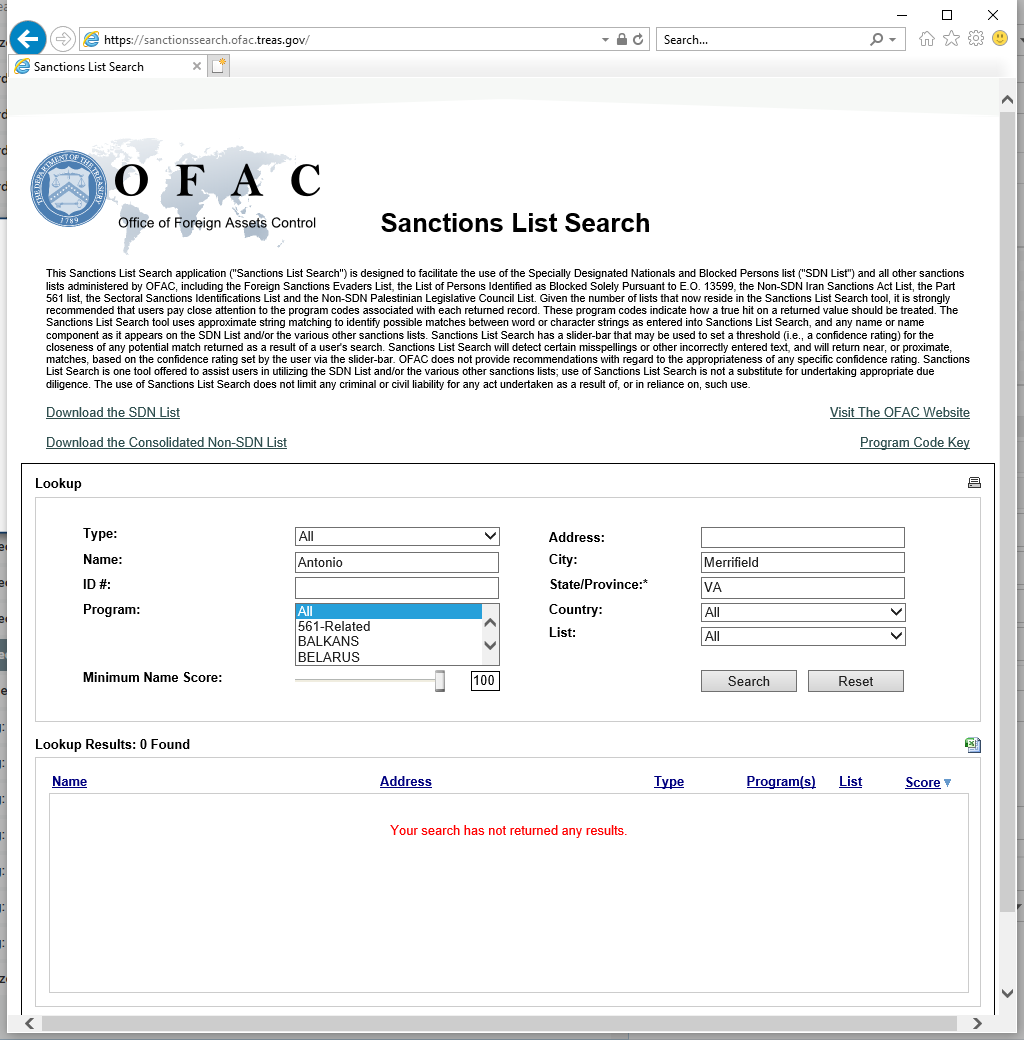 https://sanctionssearch.ofac.treas.gov/
Search...
Sanctions List Search
THE DEPARTMENT OF THE TREASURY
1789
OFAC
Office of Foreign Assets Control
Sanctions List Search
This Sanctions List Search application ("Sanctions List Search") is designed to facilitate the use of the Specially Designated Nationals and Blocked Persons list ("SDN List") and all other sanctions
lists administered by OFAC, including the Foreign Sanctions Evaders List, the List of Persons Identified as Blocked Solely Pursuant to E.O. 13599, the Non-SDN Iran Sanctions Act List, the Part
561 list, the Sectoral Sanctions Identifications List and the Non-SDN Palestinian Legislative Council List. Given the number of lists that now reside in the Sanctions List Search tool, it is strongly
recommended that users pay close attention to the program codes associated with each returned record. These program codes indicate how a true hit on a returned value should be treated. The
Sanctions List Search tool uses approximate string matching to identify possible matches between word or character strings as entered into Sanctions List Search, and any name or name
component as it appears on the SDN List and/or the various other sanctions lists. Sanctions List Search has a slider-bar that may be used to set a threshold (i.e., a confidence rating) for the
closeness of any potential match returned as a result of a user's search. Sanctions List Search will detect certain misspellings or other incorrectly entered text, and will return near, or proximate,
matches, based on the confidence rating set by the user via the slider-bar. OFAC does not provide recommendations with regard to the appropriateness of any specific confidence rating. Sanctions
List Search is one tool offered to assist users in utilizing the SDN List and/or the various other sanctions lists; use of Sanctions List Search is not a substitute for undertaking appropriate due
diligence. The use of Sanctions List Search does not limit any criminal or civil liability for any act undertaken as a result of, or in reliance on, such use.
Download the SDN List Visit The OFAC Website
Download the Consolidated Non-SDN List Program Code Key
Lookup
Type: All Address:
Name: Antonio City: Merrifield
ID #: State/Province:* VA
Program: All Country: All
561-Related
BALKANS List: All
BELARUS
Minimum Name Score: 100 Search Reset
Lookup Results: 0 Found
Name Address Type Program(s) List Score
Your search has not returned any results.